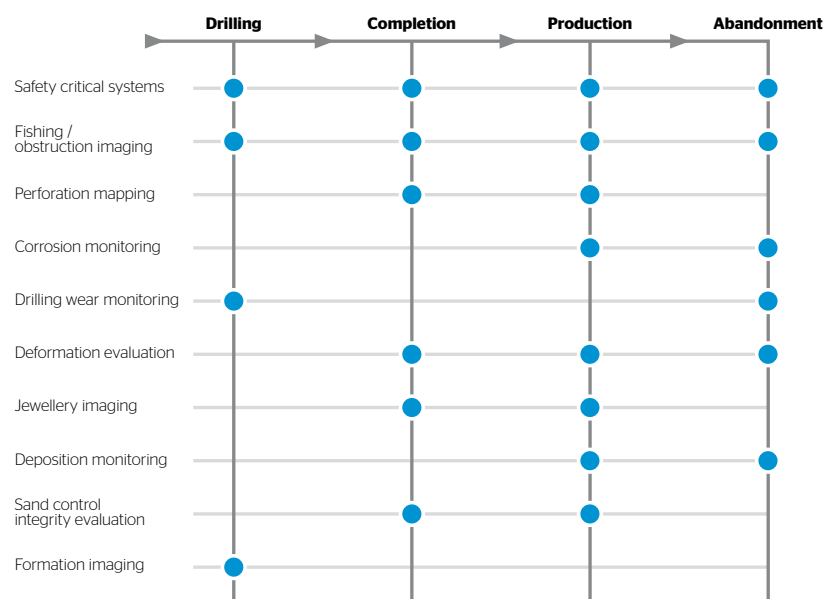 Drilling Completion Production Abandonment
Safety critical systems
Fishing /
obstruction imaging
Perforation mapping
Corrosion monitoring
Drilling wear monitoring
Deformation evaluation
Jewellery imaging
Deposition monitoring
Sand control
integrity evaluation
Formation imaging